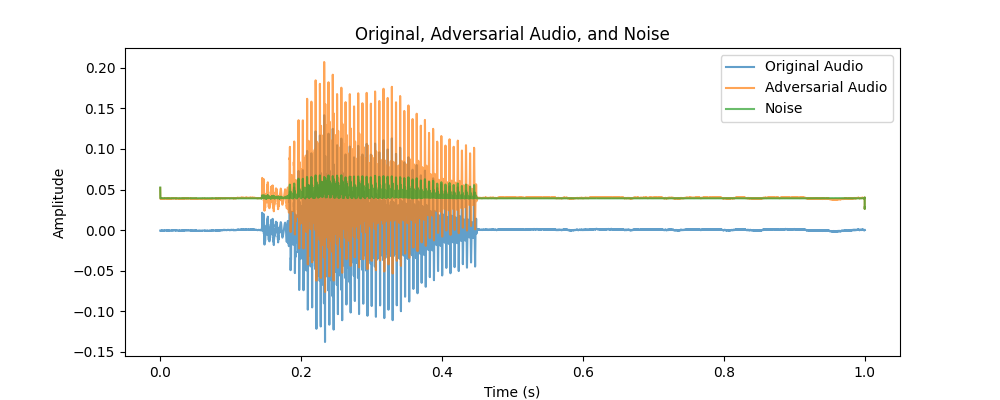 Original, Adversarial Audio, and Noise
Original Audio
Adversarial Audio
Noise
Amplitude
0.20
0.15
0.10
0.05
0.00
−0.05
−0.10
−0.15
0.0 0.2 0.4 0.6 0.8 1.0
Time (s)